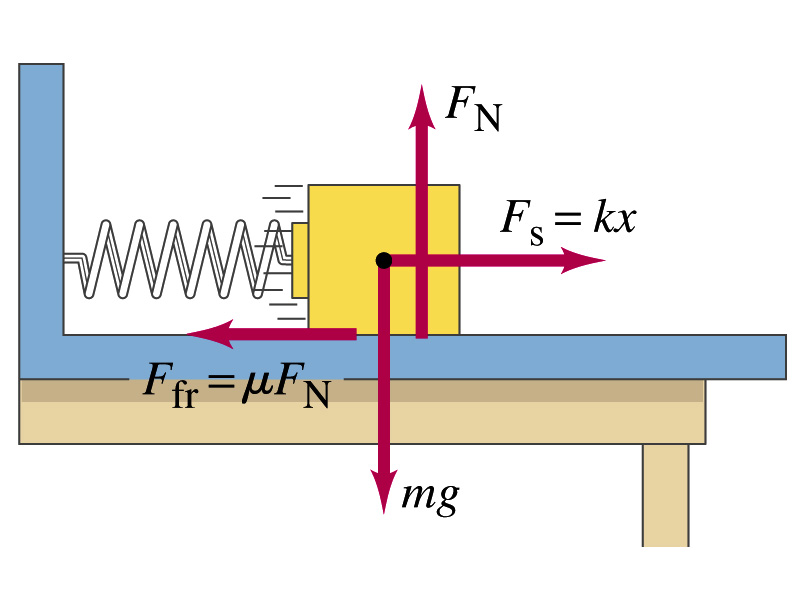 F_N
F_s = kx
F_fr = μF_N
mg